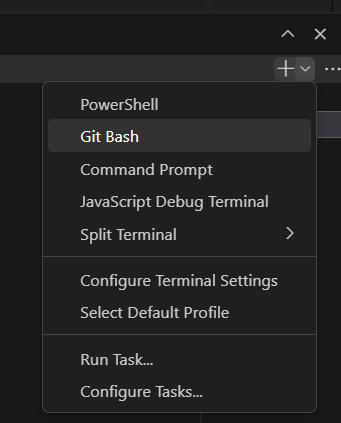 PowerShell
Git Bash
Command Prompt
JavaScript Debug Terminal
Split Terminal
Configure Terminal Settings
Select Default Profile
Run Task...
Configure Tasks...